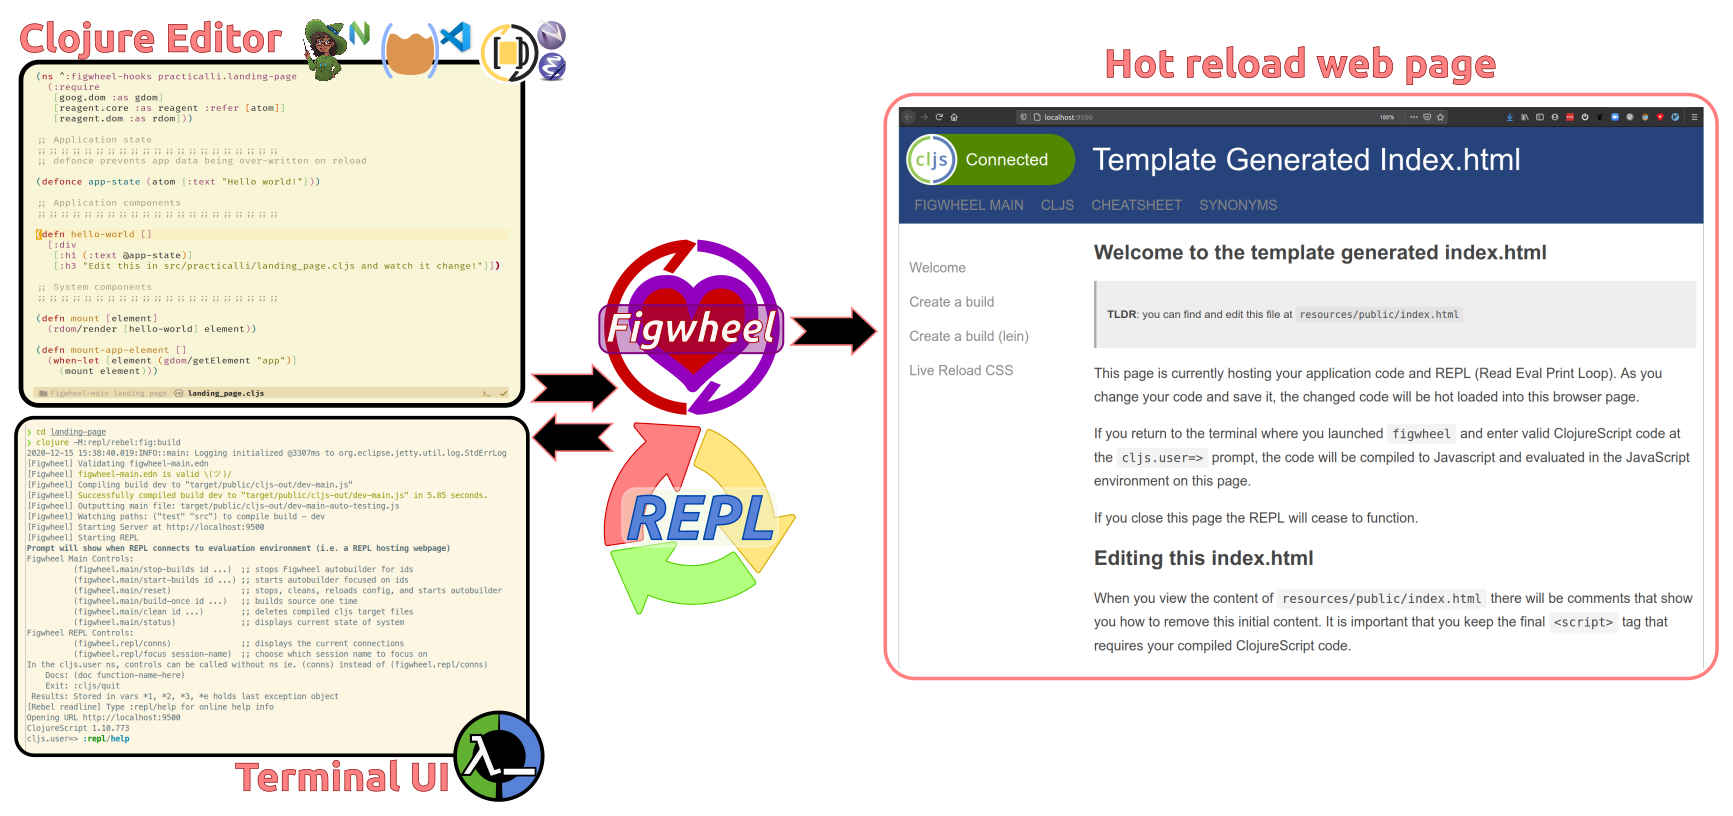 Clojure Editor
(ns ^:figwheel-hooks practicalli.landing-page
(:require
[goog.dom :as gdom]
[reagent.core :as reagent :refer [atom]]
[reagent.dom :as rdom]))
;; Application state
;;;;;;;;;;;;;;;;;;;;;;;;;;;;;;;;;;;;;;;;
;; defonce prevents app data being over-written on reload
(defonce app-state (atom {:text "Hello world!"}))
;; Application components
;;;;;;;;;;;;;;;;;;;;;;;;;;;;;;;;;;;;;;;;
(defn hello-world []
[:div
[:h1 (:text @app-state)]
[:h3 "Edit this in src/practicalli/landing_page.cljs and watch it change!"]])
;; System components
;;;;;;;;;;;;;;;;;;;;;;;;;;;;;;;;;;;;;;;;
(defn mount [element]
(rdom/render [hello-world] element))
(defn mount-app-element []
(when-let [element (gdom/getElement "app")]
(mount element)))
Figwheel-main landing page landing_page.cljs
❯ cd landing-page
❯ clojure -M:repl/rebel:fig:build
2020-12-15 15:38:40.019:INFO::main: Logging initialized @3307ms to org.eclipse.jetty.util.log.StdErrLog
[Figwheel] Validating figwheel-main.edn
[Figwheel] figwheel-main.edn is valid \(ツ)/
[Figwheel] Compiling build dev to "target/public/cljs-out/dev-main.js"
[Figwheel] Successfully compiled build dev to "target/public/cljs-out/dev-main.js" in 5.85 seconds.
[Figwheel] Outputting main file: target/public/cljs-out/dev-main-auto-testing.js
[Figwheel] Watching paths: ("test" "src") to compile build - dev
[Figwheel] Starting Server at http://localhost:9500
[Figwheel] Starting REPL
Prompt will show when REPL connects to evaluation environment (i.e. a REPL hosting webpage)
Figwheel Main Controls:
(figwheel.main/stop-builds id ...) ;; stops Figwheel autobuilder for ids
(figwheel.main/start-builds id ...) ;; starts autobuilder focused on ids
(figwheel.main/reset) ;; stops, cleans, reloads config, and starts autobuilder
(figwheel.main/build-once id ...) ;; builds source one time
(figwheel.main/clean id ...) ;; deletes compiled cljs target files
(figwheel.main/status) ;; displays current state of system
Figwheel REPL Controls:
(figwheel.repl/conns) ;; displays the current connections
(figwheel.repl/focus session-name) ;; choose which session name to focus on
In the cljs.user ns, controls can be called without ns ie. (conns) instead of (figwheel.repl/conns)
Docs: (doc function-name-here)
Exit: :cljs/quit
Results: Stored in vars *1, *2, *3, *e holds last exception object
[Rebel readline] Type :repl/help for online help info
Opening URL http://localhost:9500
ClojureScript 1.10.773
cljs.user=> :repl/help
Terminal UI
Figwheel
REPL
Hot reload web page
localhost:9500 180%
cljs Connected
Template Generated Index.html
FIGWHEEL MAIN CLJS CHEATSHEET SYNONYMS
Welcome
Create a build
Create a build (lein)
Live Reload CSS
Welcome to the template generated index.html
TLDR: you can find and edit this file at resources/public/index.html
This page is currently hosting your application code and REPL (Read Eval Print Loop). As you
change your code and save it, the changed code will be hot loaded into this browser page.
If you return to the terminal where you launched figwheel and enter valid ClojureScript code at
the cljs.user=> prompt, the code will be compiled to Javascript and evaluated in the JavaScript
environment on this page.
If you close this page the REPL will cease to function.
Editing this index.html
When you view the content of resources/public/index.html there will be comments that show
you how to remove this initial content. It is important that you keep the final <script> tag that
requires your compiled ClojureScript code.